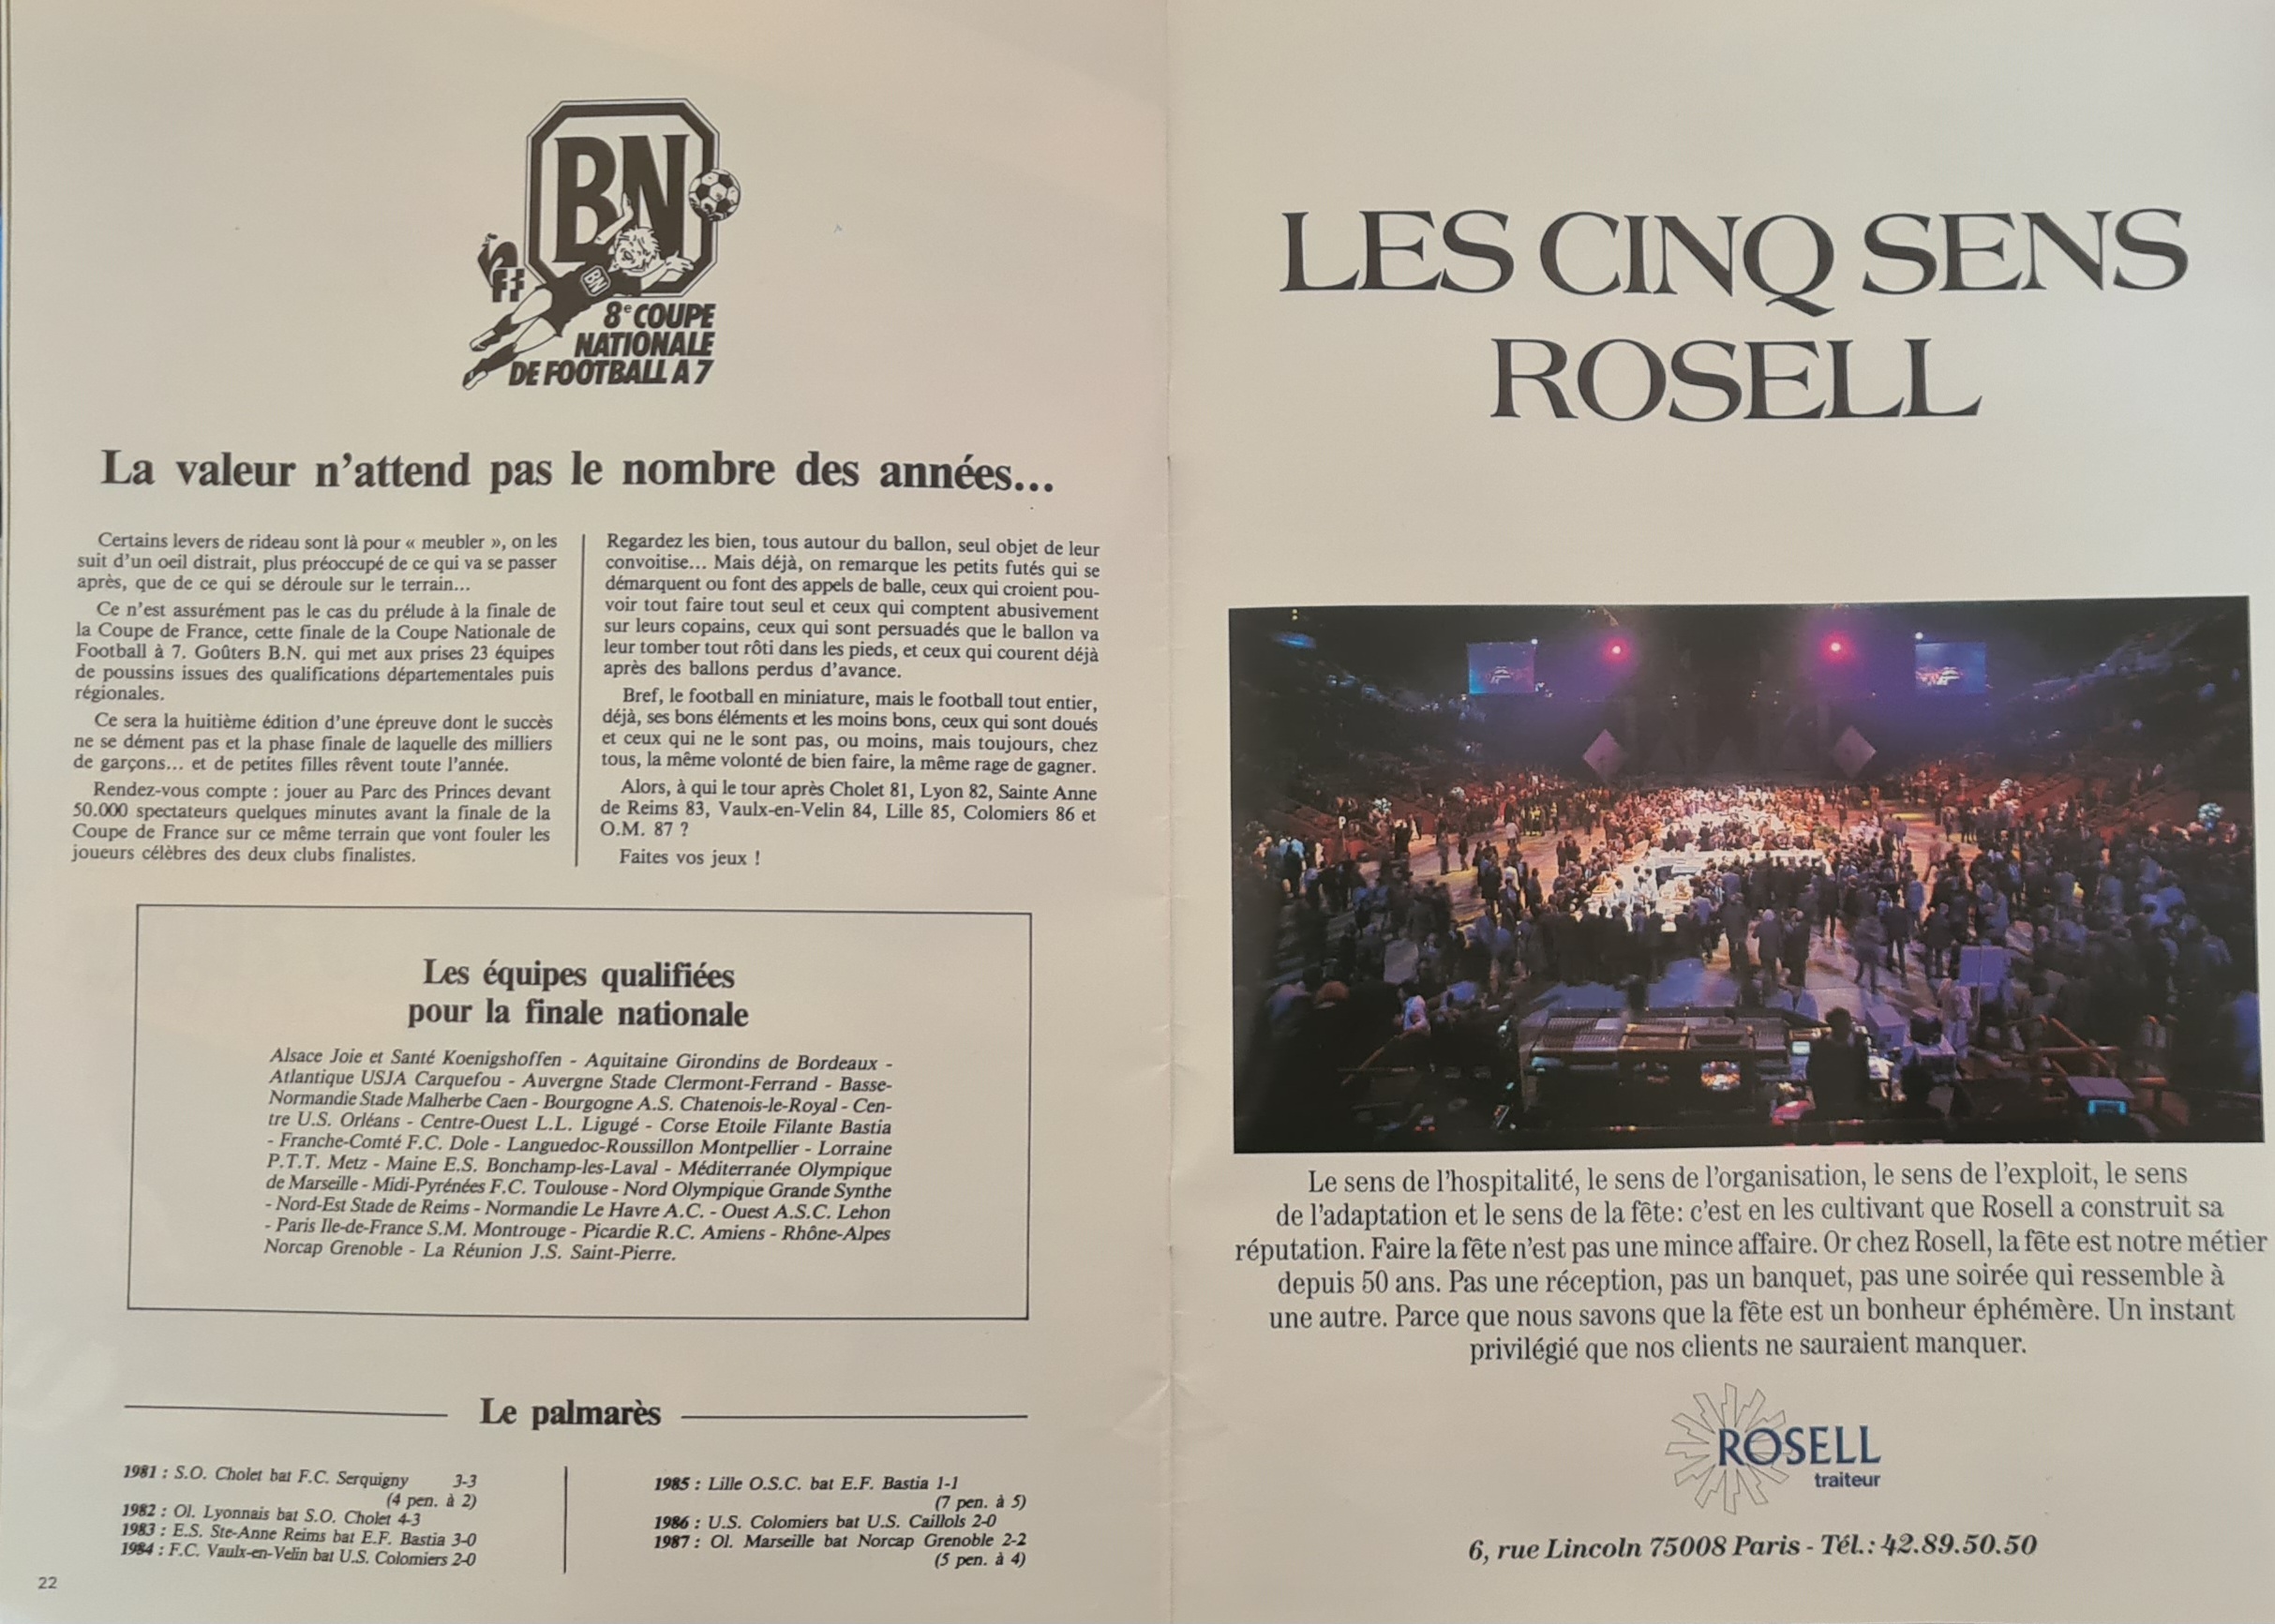 BN
BN
FFF
8e COUPE
NATIONALE
DE FOOTBALL A 7
La valeur n'attend pas le nombre des années...
Certains levers de rideau sont là pour « meubler », on les
suit d'un oeil distrait, plus préoccupé de ce qui va se passer
après, que de ce qui se déroule sur le terrain...
Ce n'est assurément pas le cas du prélude à la finale de
la Coupe de France, cette finale de la Coupe Nationale de
Football à 7. Goûters B.N. qui met aux prises 23 équipes
de poussins issues des qualifications départementales puis
régionales.
Ce sera la huitième édition d'une épreuve dont le succès
ne se dément pas et la phase finale de laquelle des milliers
de garçons... et de petites filles rêvent toute l'année.
Rendez-vous compte : jouer au Parc des Princes devant
50.000 spectateurs quelques minutes avant la finale de la
Coupe de France sur ce même terrain que vont fouler les
joueurs célèbres des deux clubs finalistes.
Regardez les bien, tous autour du ballon, seul objet de leur
convoitise... Mais déjà, on remarque les petits futés qui se
démarquent ou font des appels de balle, ceux qui croient pou-
voir tout faire tout seul et ceux qui comptent abusivement
sur leurs copains, ceux qui sont persuadés que le ballon va
leur tomber tout rôti dans les pieds, et ceux qui courent déjà
après des ballons perdus d'avance.
Bref, le football en miniature, mais le football tout entier,
déjà, ses bons éléments et les moins bons, ceux qui sont doués
et ceux qui ne le sont pas, ou moins, mais toujours, chez
tous, la même volonté de bien faire, la même rage de gagner.
Alors, à qui le tour après Cholet 81, Lyon 82, Sainte Anne
de Reims 83, Vaulx-en-Velin 84, Lille 85, Colomiers 86 et
O.M. 87 ?
Faites vos jeux !
Les équipes qualifiées
pour la finale nationale
Alsace Joie et Santé Koenigshoffen - Aquitaine Girondins de Bordeaux -
Atlantique USJA Carquefou - Auvergne Stade Clermont-Ferrand - Basse-
Normandie Stade Malherbe Caen - Bourgogne A.S. Chatenois-le-Royal - Cen-
tre U.S. Orléans - Centre-Ouest L.L. Ligugé - Corse Etoile Filante Bastia
- Franche-Comté F.C. Dole - Languedoc-Roussillon Montpellier - Lorraine
P.T.T. Metz - Maine E.S. Bonchamp-les-Laval - Méditerranée Olympique
de Marseille - Midi-Pyrénées F.C. Toulouse - Nord Olympique Grande Synthe
- Nord-Est Stade de Reims - Normandie Le Havre A.C. - Ouest A.S.C. Lehon
- Paris Ile-de-France S.M. Montrouge - Picardie R.C. Amiens - Rhône-Alpes
Norcap Grenoble - La Réunion J.S. Saint-Pierre.
Le palmarès
1981 : S.O. Cholet bat F.C. Serquigny 3-3
(4 pen. à 2)
1982 : Ol. Lyonnais bat S.O. Cholet 4-3
1983 : E.S. Ste-Anne Reims bat E.F. Bastia 3-0
1984 : F.C. Vaulx-en-Velin bat U.S. Colomiers 2-0
1985 : Lille O.S.C. bat E.F. Bastia 1-1
(7 pen. à 5)
1986 : U.S. Colomiers bat U.S. Caillols 2-0
1987 : Ol. Marseille bat Norcap Grenoble 2-2
(5 pen. à 4)
22
LES CINQ SENS
ROSELL
Le sens de l'hospitalité, le sens de l'organisation, le sens de l'exploit, le sens
de l'adaptation et le sens de la fête: c'est en les cultivant que Rosell a construit sa
réputation. Faire la fête n'est pas une mince affaire. Or chez Rosell, la fête est notre métier
depuis 50 ans. Pas une réception, pas un banquet, pas une soirée qui ressemble à
une autre. Parce que nous savons que la fête est un bonheur éphémère. Un instant
privilégié que nos clients ne sauraient manquer.
ROSELL
traiteur
6, rue Lincoln 75008 Paris - Tél.: 42.89.50.50